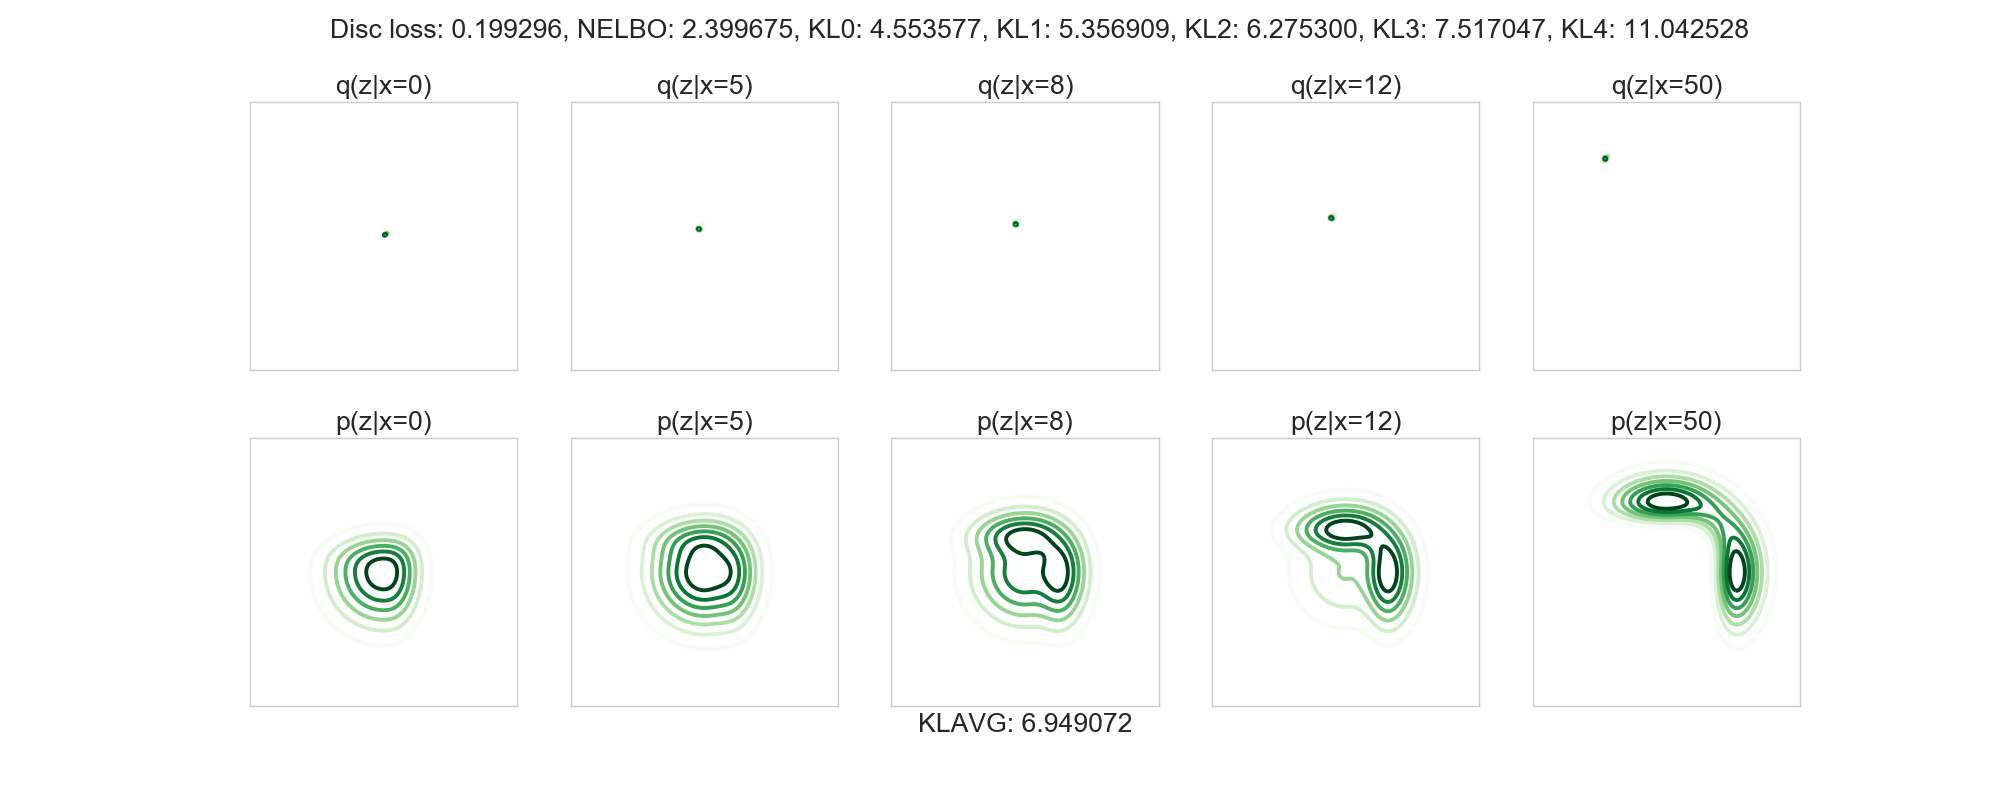 Disc loss: 0.199296, NELBO: 2.399675, KL0: 4.553577, KL1: 5.356909, KL2: 6.275300, KL3: 7.517047, KL4: 11.042528
q(z|x=0) q(z|x=5) q(z|x=8) q(z|x=12) q(z|x=50)
p(z|x=0) p(z|x=5) p(z|x=8) p(z|x=12) p(z|x=50)
KLAVG: 6.949072